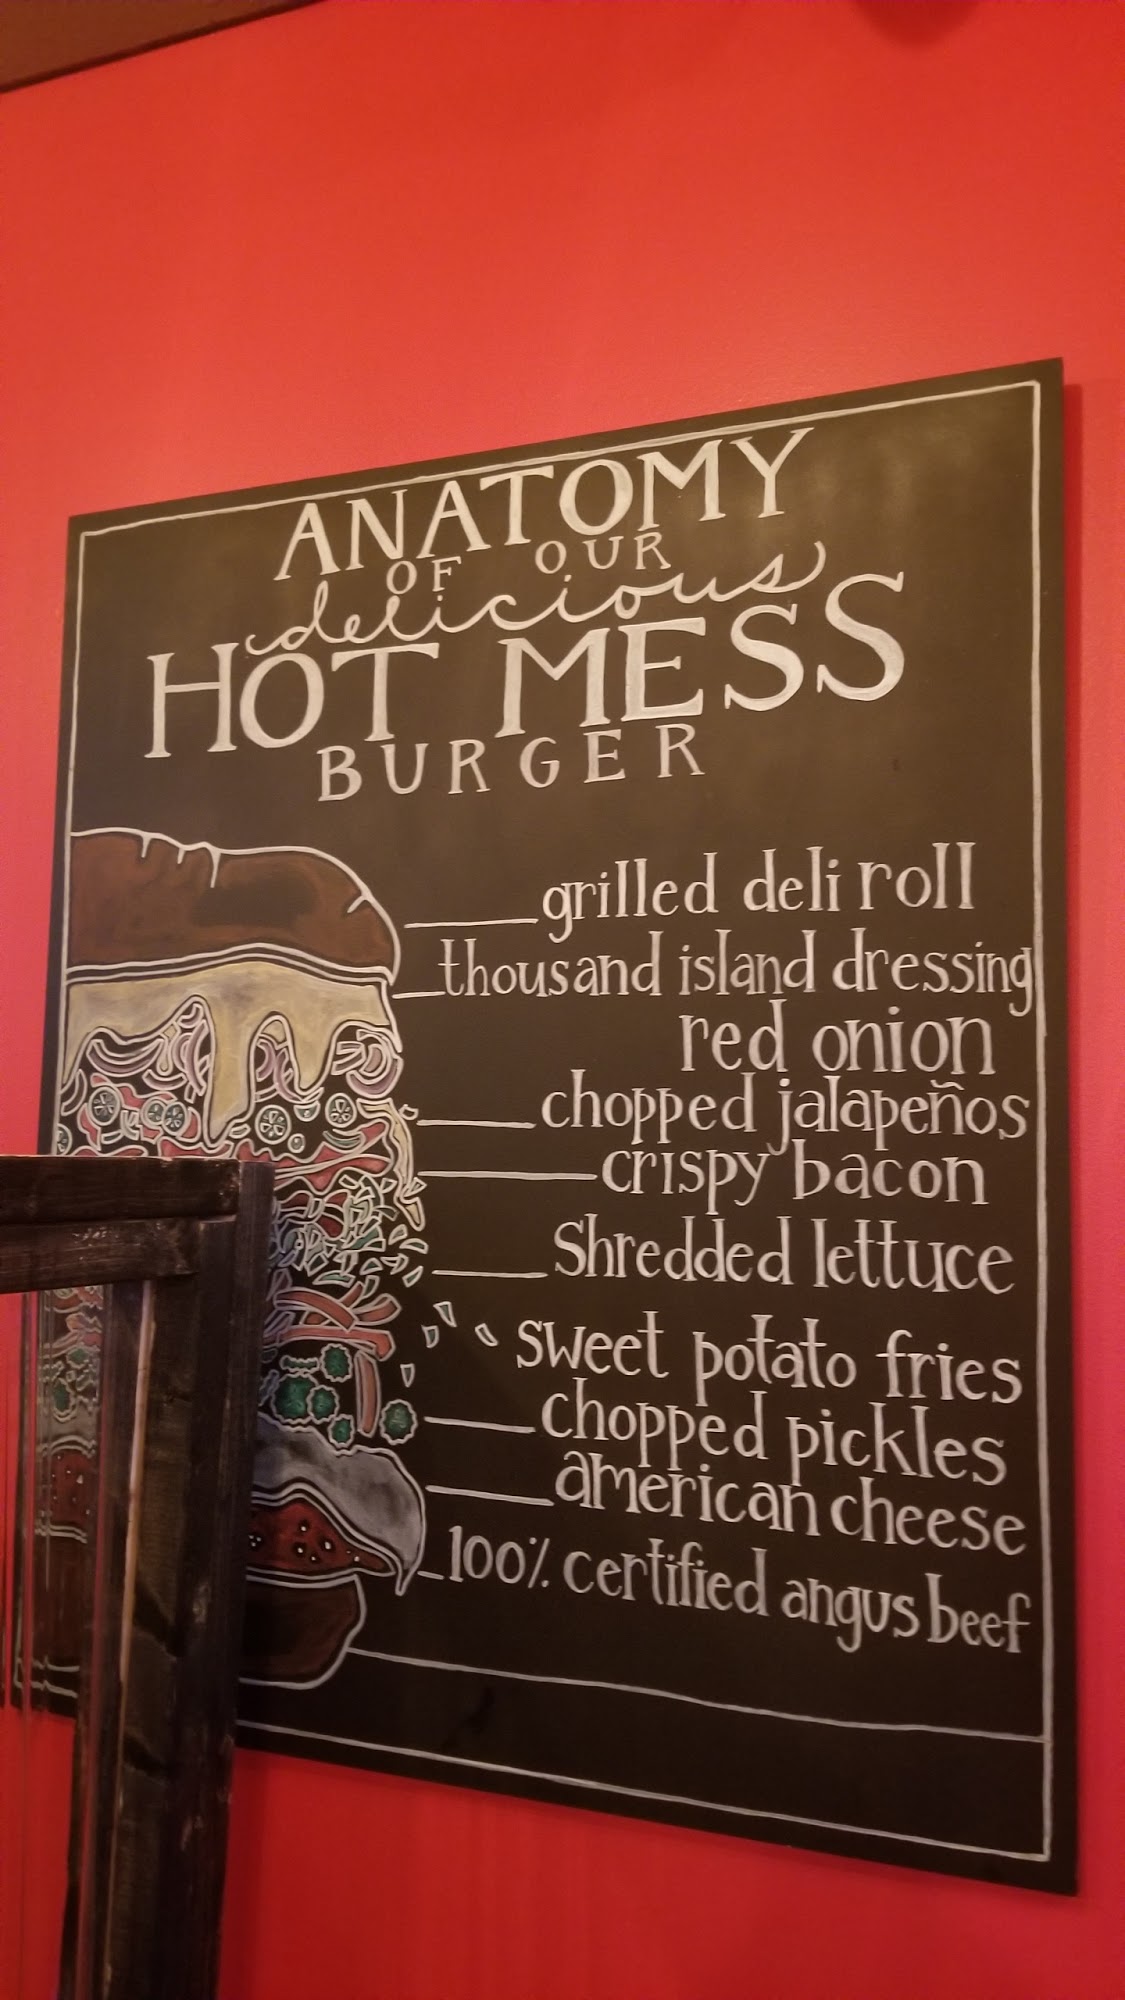 ANATOMY
OF OUR
delicious
HOT MESS
BURGER
grilled deli roll
thousand island dressing
red onion
chopped jalapeños
crispy bacon
Shredded lettuce
sweet potato fries
chopped pickles
american cheese
100% certified angus beef